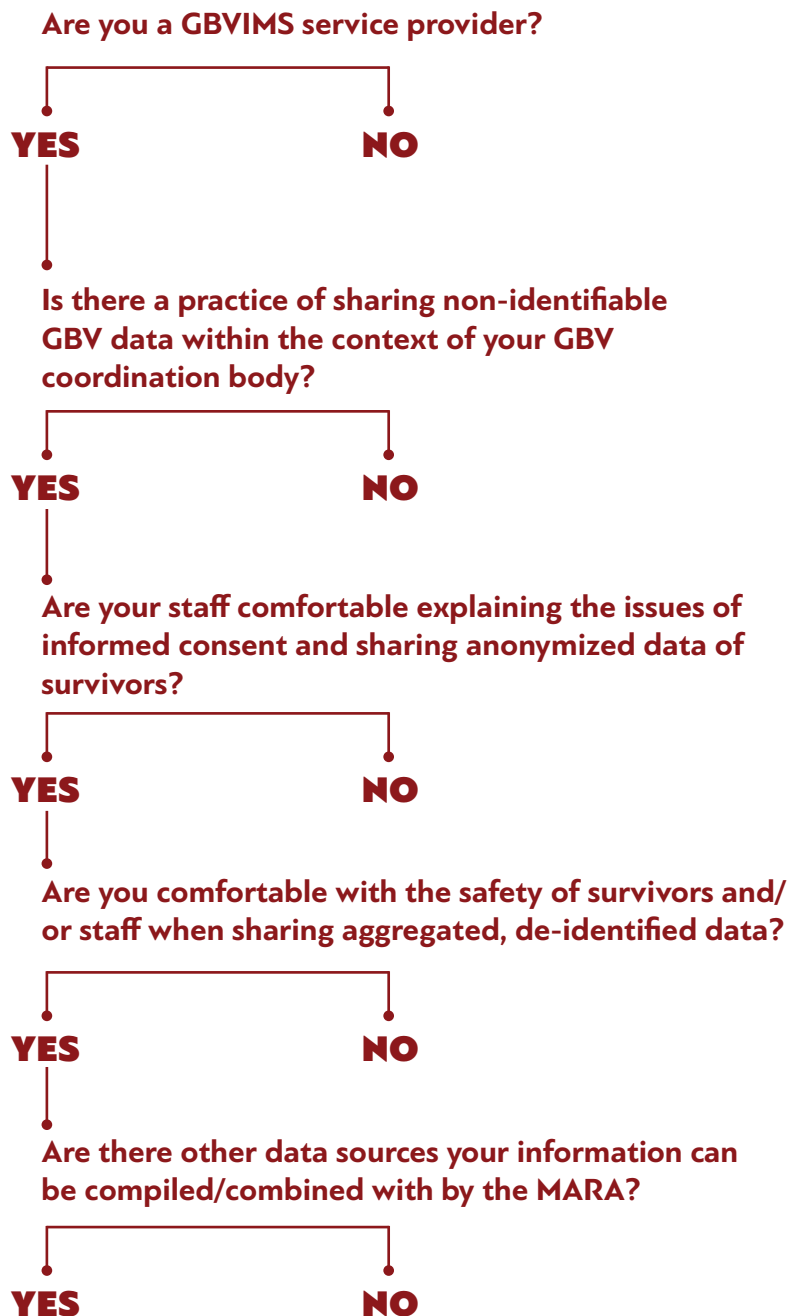 Are you a GBVIMS service provider?
YES NO
Is there a practice of sharing non-identifiable
GBV data within the context of your GBV
coordination body?
YES NO
Are your staff comfortable explaining the issues of
informed consent and sharing anonymized data of
survivors?
YES NO
Are you comfortable with the safety of survivors and/
or staff when sharing aggregated, de-identified data?
YES NO
Are there other data sources your information can
be compiled/combined with by the MARA?
YES NO